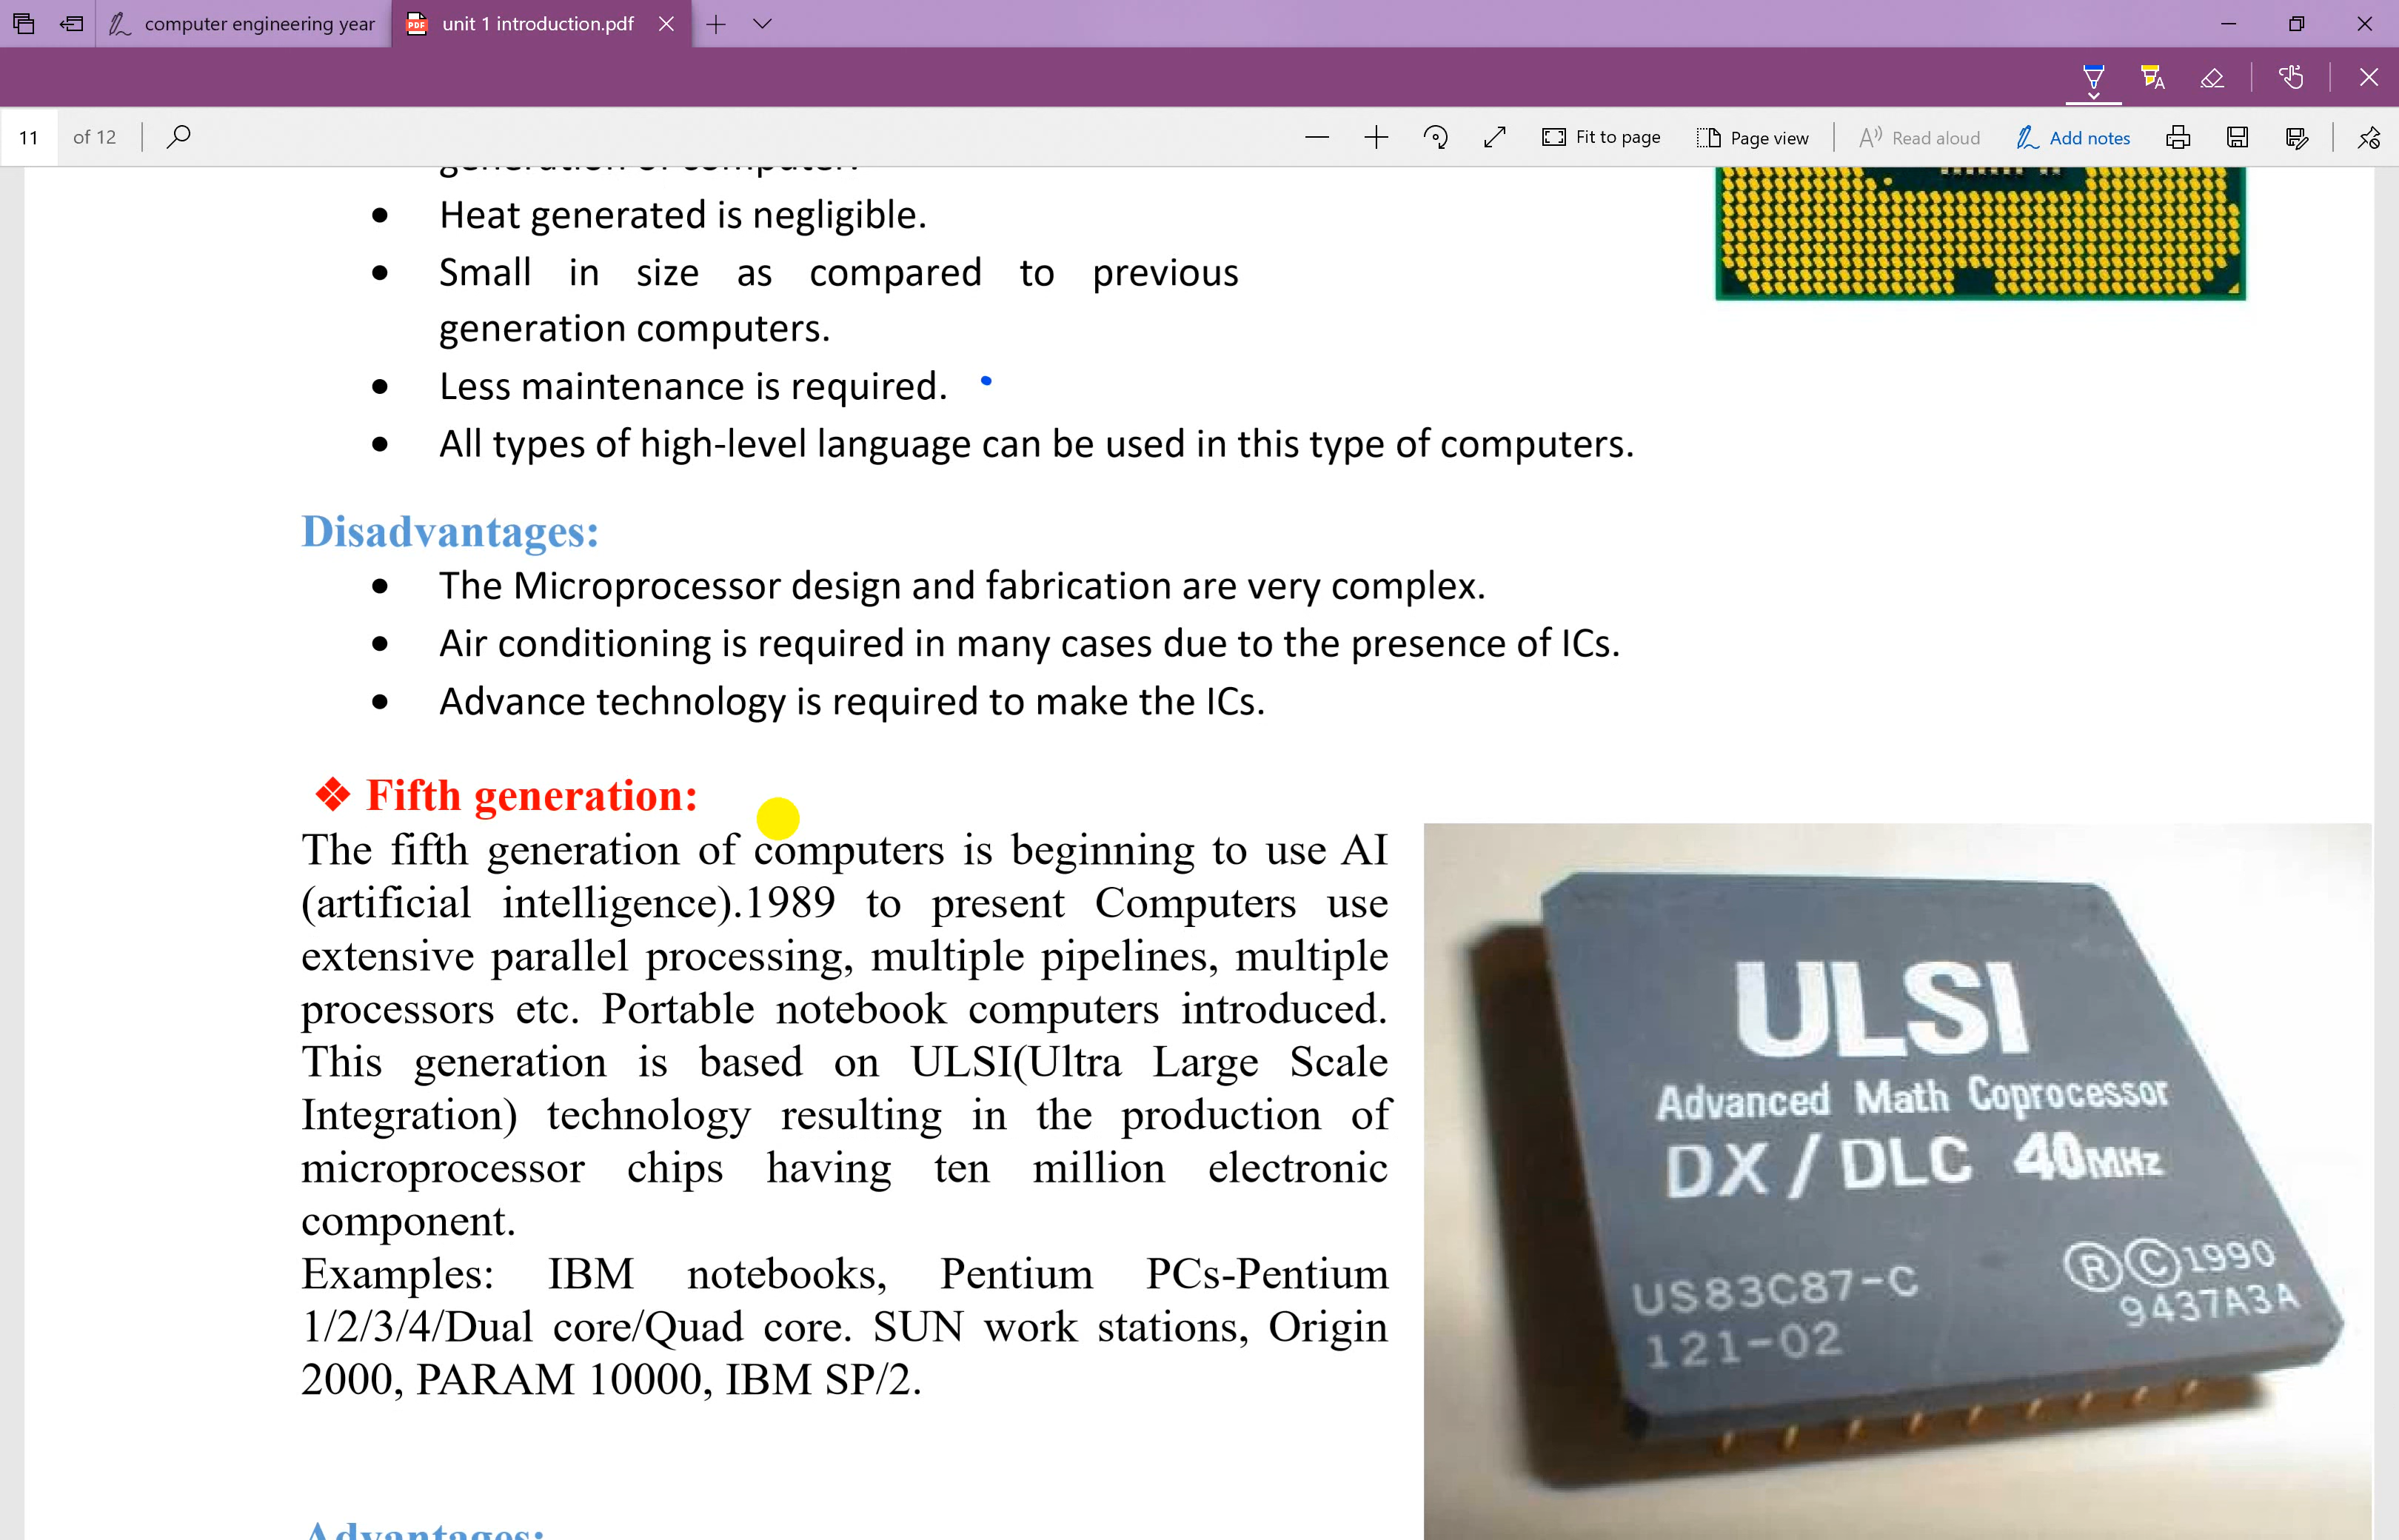 computer engineering year
unit 1 introduction.pdf
11 of 12
Fit to page
Page view
Read aloud
Add notes
generation of computer.
• Heat generated is negligible.
• Small in size as compared to previous
generation computers.
• Less maintenance is required.
• All types of high-level language can be used in this type of computers.
Disadvantages:
• The Microprocessor design and fabrication are very complex.
• Air conditioning is required in many cases due to the presence of ICs.
• Advance technology is required to make the ICs.
❖ Fifth generation:
The fifth generation of computers is beginning to use AI
(artificial intelligence).1989 to present Computers use
extensive parallel processing, multiple pipelines, multiple
processors etc. Portable notebook computers introduced.
This generation is based on ULSI(Ultra Large Scale
Integration) technology resulting in the production of
microprocessor chips having ten million electronic
component.
Examples: IBM notebooks, Pentium PCs-Pentium
1/2/3/4/Dual core/Quad core. SUN work stations, Origin
2000, PARAM 10000, IBM SP/2.
ULSI
Advanced Math Coprocessor
DX/DLC 40MHz
US83C87-C
121-02
®©1990
9437A3A
Advantages: